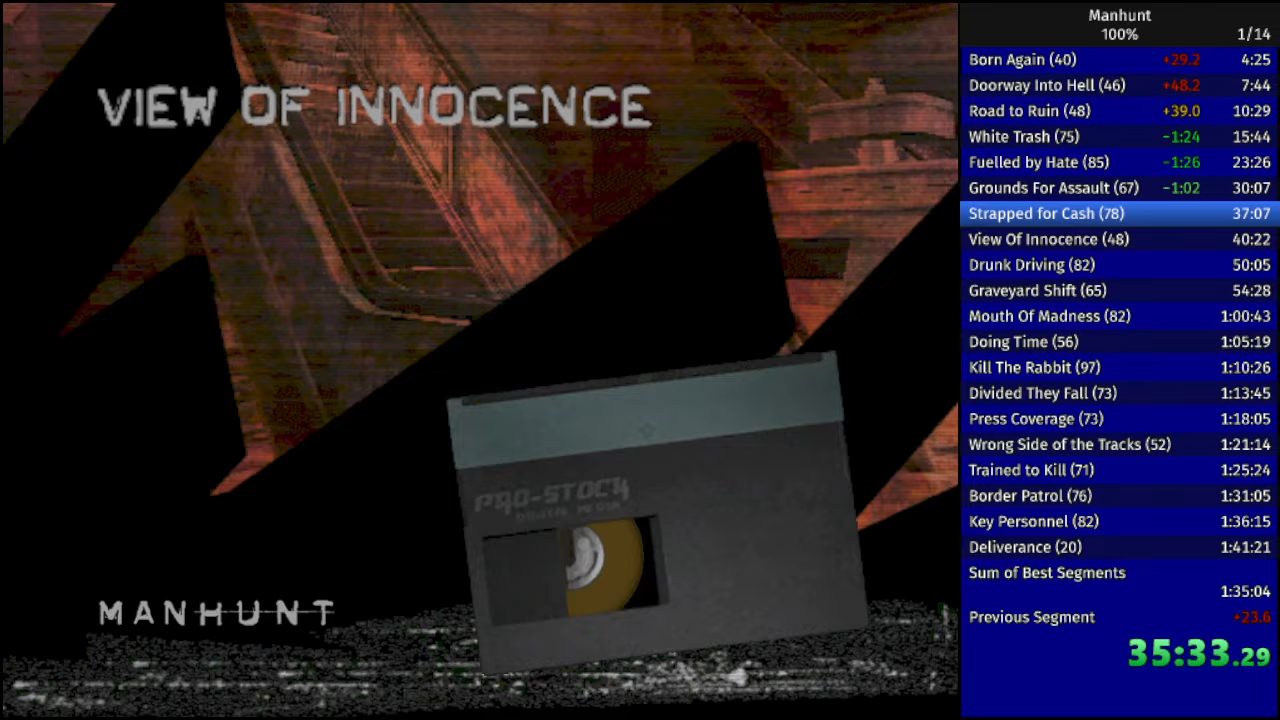 VIEW OF INNOCENCE
PRO-STOCK
DIGITAL MEDIA
MANHUNT
Manhunt
100% 1/14
Born Again (40) +29.2 4:25
Doorway Into Hell (46) +48.2 7:44
Road to Ruin (48) +39.0 10:29
White Trash (75) −1:24 15:44
Fuelled by Hate (85) −1:26 23:26
Grounds For Assault (67) −1:02 30:07
Strapped for Cash (78) 37:07
View Of Innocence (48) 40:22
Drunk Driving (82) 50:05
Graveyard Shift (65) 54:28
Mouth Of Madness (82) 1:00:43
Doing Time (56) 1:05:19
Kill The Rabbit (97) 1:10:26
Divided They Fall (73) 1:13:45
Press Coverage (73) 1:18:05
Wrong Side of the Tracks (52) 1:21:14
Trained to Kill (71) 1:25:24
Border Patrol (76) 1:31:05
Key Personnel (82) 1:36:15
Deliverance (20) 1:41:21
Sum of Best Segments
1:35:04
Previous Segment +23.6
35:33.29